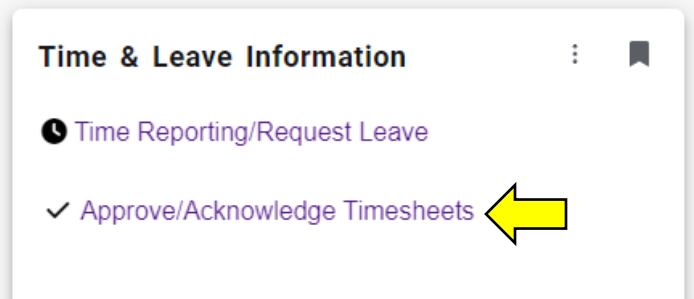 Time & Leave Information
Time Reporting/Request Leave
Approve/Acknowledge Timesheets